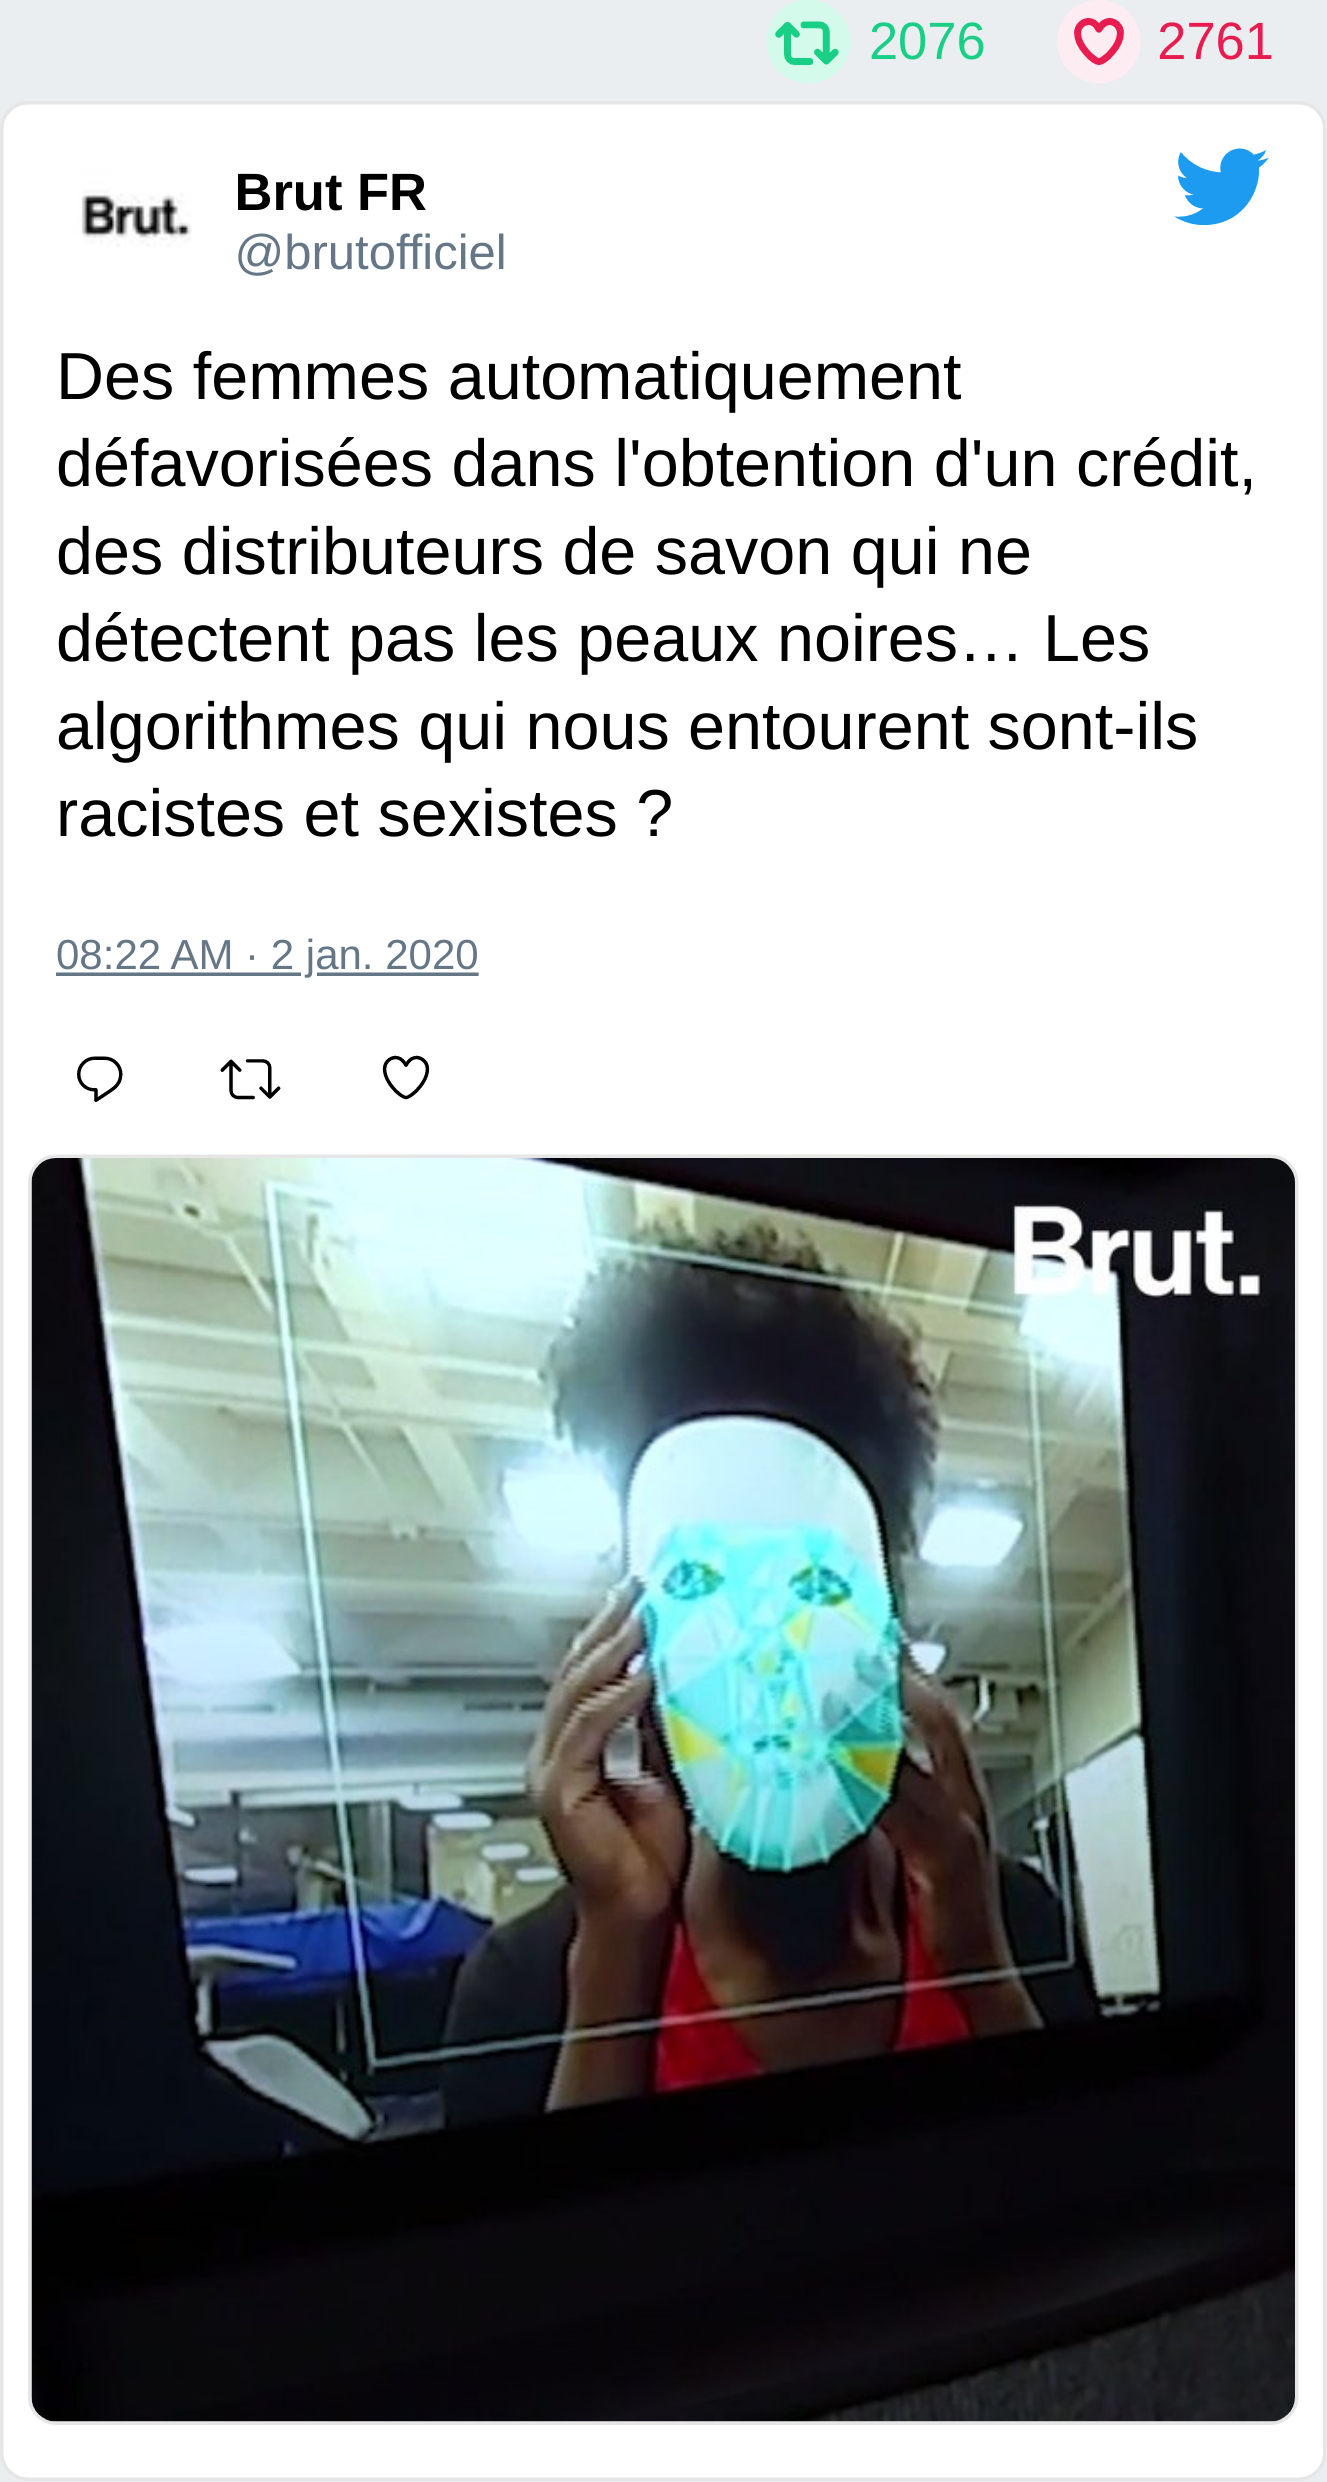 2076 2761
Brut. Brut FR
@brutofficiel
Des femmes automatiquement
défavorisées dans l'obtention d'un crédit,
des distributeurs de savon qui ne
détectent pas les peaux noires… Les
algorithmes qui nous entourent sont-ils
racistes et sexistes ?
08:22 AM · 2 jan. 2020
Brut.